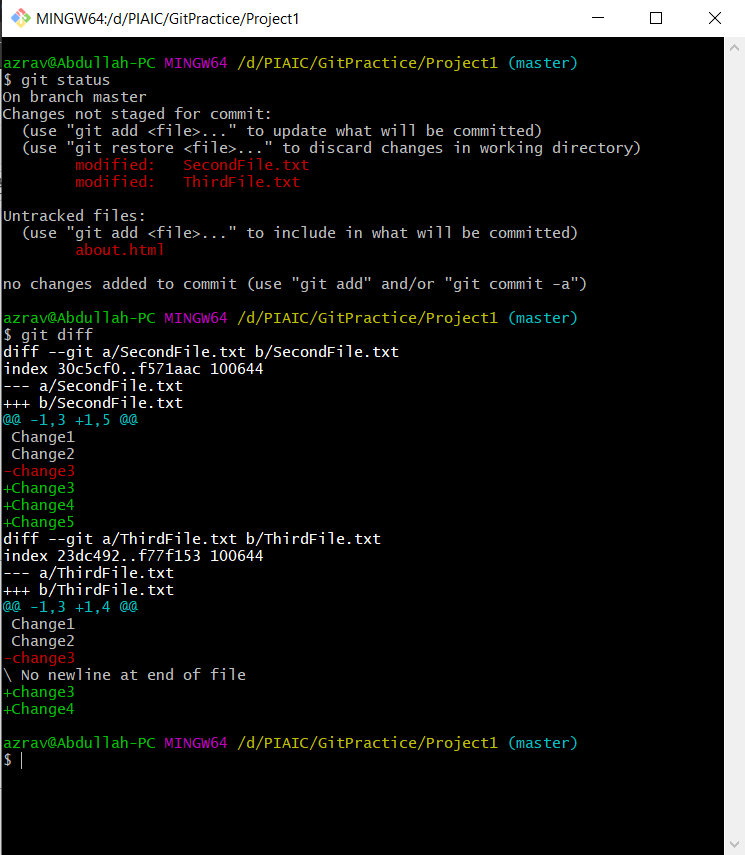 MINGW64:/d/PIAIC/GitPractice/Project1
azrav@Abdullah-PC MINGW64 /d/PIAIC/GitPractice/Project1 (master)
$ git status
On branch master
Changes not staged for commit:
  (use "git add <file>..." to update what will be committed)
  (use "git restore <file>..." to discard changes in working directory)
        modified:   SecondFile.txt
        modified:   ThirdFile.txt

Untracked files:
  (use "git add <file>..." to include in what will be committed)
        about.html

no changes added to commit (use "git add" and/or "git commit -a")

azrav@Abdullah-PC MINGW64 /d/PIAIC/GitPractice/Project1 (master)
$ git diff
diff --git a/SecondFile.txt b/SecondFile.txt
index 30c5cf0..f571aac 100644
--- a/SecondFile.txt
+++ b/SecondFile.txt
@@ -1,3 +1,5 @@
 Change1
 Change2
-change3
+Change3
+Change4
+Change5
diff --git a/ThirdFile.txt b/ThirdFile.txt
index 23dc492..f77f153 100644
--- a/ThirdFile.txt
+++ b/ThirdFile.txt
@@ -1,3 +1,4 @@
 Change1
 Change2
-change3
\ No newline at end of file
+change3
+Change4

azrav@Abdullah-PC MINGW64 /d/PIAIC/GitPractice/Project1 (master)
$